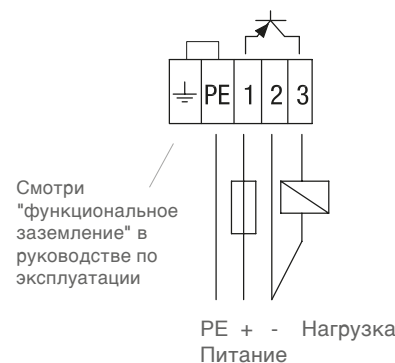 PE 1 2 3
Смотри
"функциональное
заземление" в
руководстве по
эксплуатации
PE + - Нагрузка
Питание